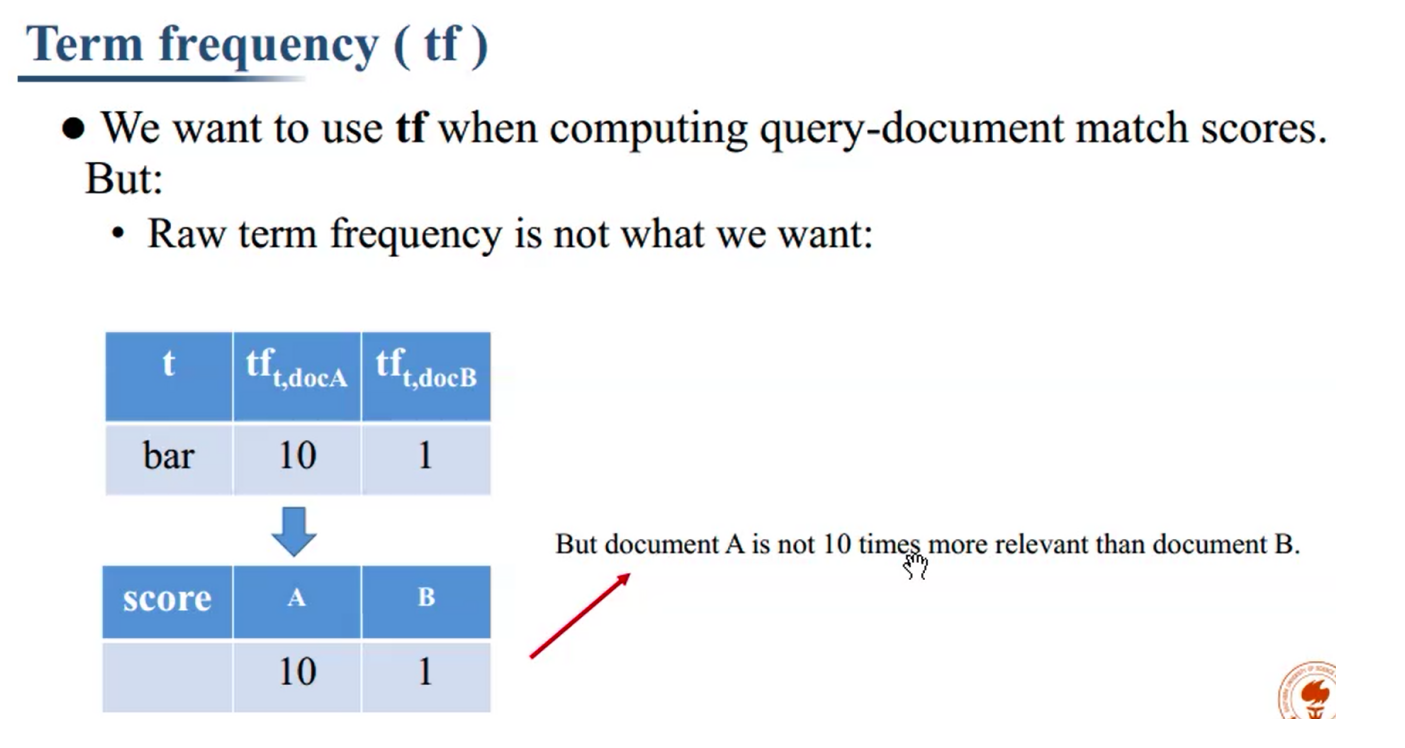 Term frequency ( tf )
● We want to use tf when computing query-document match scores.
But:
• Raw term frequency is not what we want:
t tft,docA tft,docB
bar 10 1
But document A is not 10 times more relevant than document B.
score A B
10 1